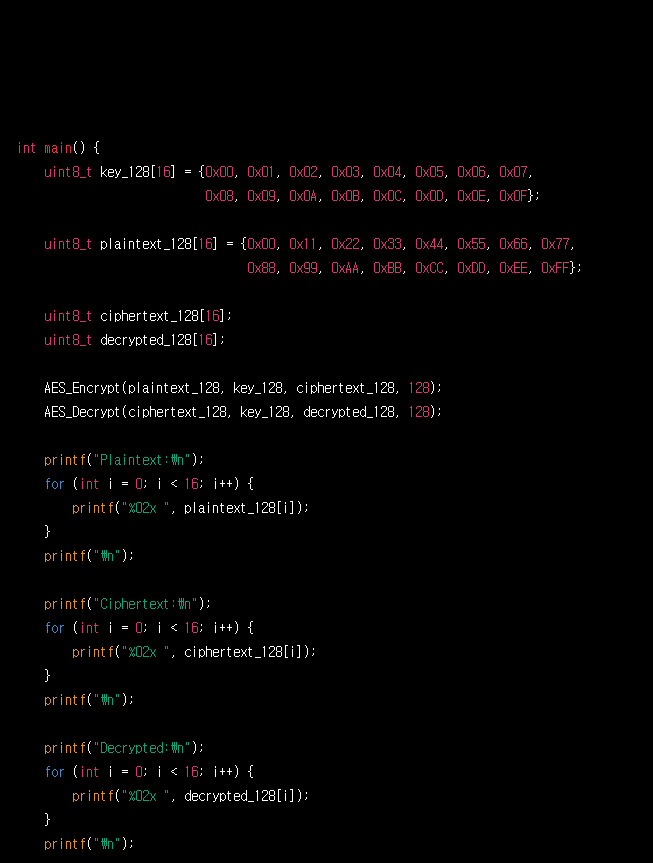 int main() {
    uint8_t key_128[16] = {0x00, 0x01, 0x02, 0x03, 0x04, 0x05, 0x06, 0x07,
                           0x08, 0x09, 0x0A, 0x0B, 0x0C, 0x0D, 0x0E, 0x0F};
    uint8_t plaintext_128[16] = {0x00, 0x11, 0x22, 0x33, 0x44, 0x55, 0x66, 0x77,
                                 0x88, 0x99, 0xAA, 0xBB, 0xCC, 0xDD, 0xEE, 0xFF};
    uint8_t ciphertext_128[16];
    uint8_t decrypted_128[16];
    AES_Encrypt(plaintext_128, key_128, ciphertext_128, 128);
    AES_Decrypt(ciphertext_128, key_128, decrypted_128, 128);
    printf("Plaintext:₩n");
    for (int i = 0; i < 16; i++) {
        printf("%02x ", plaintext_128[i]);
    }
    printf("₩n");
    printf("Ciphertext:₩n");
    for (int i = 0; i < 16; i++) {
        printf("%02x ", ciphertext_128[i]);
    }
    printf("₩n");
    printf("Decrypted:₩n");
    for (int i = 0; i < 16; i++) {
        printf("%02x ", decrypted_128[i]);
    }
    printf("₩n");